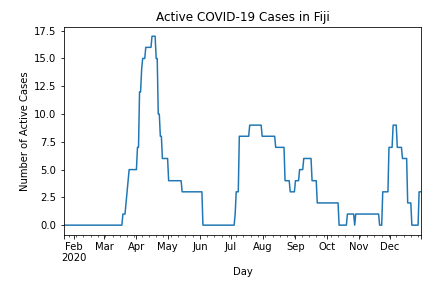 Active COVID-19 Cases in Fiji
Number of Active Cases
17.5
15.0
12.5
10.0
7.5
5.0
2.5
0.0
Feb Mar Apr May Jun Jul Aug Sep Oct Nov Dec
2020
Day